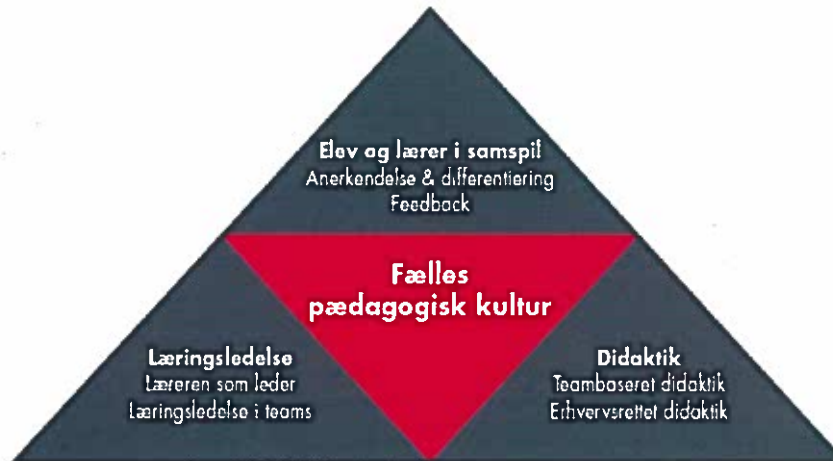 Elev og lærer i samspil
Anerkendelse & differentiering
Feedback
Fælles
pædagogisk kultur
Læringsledelse
Læreren som leder
Læringsledelse i teams
Didaktik
Teambaseret didaktik
Erhvervsrettet didaktik